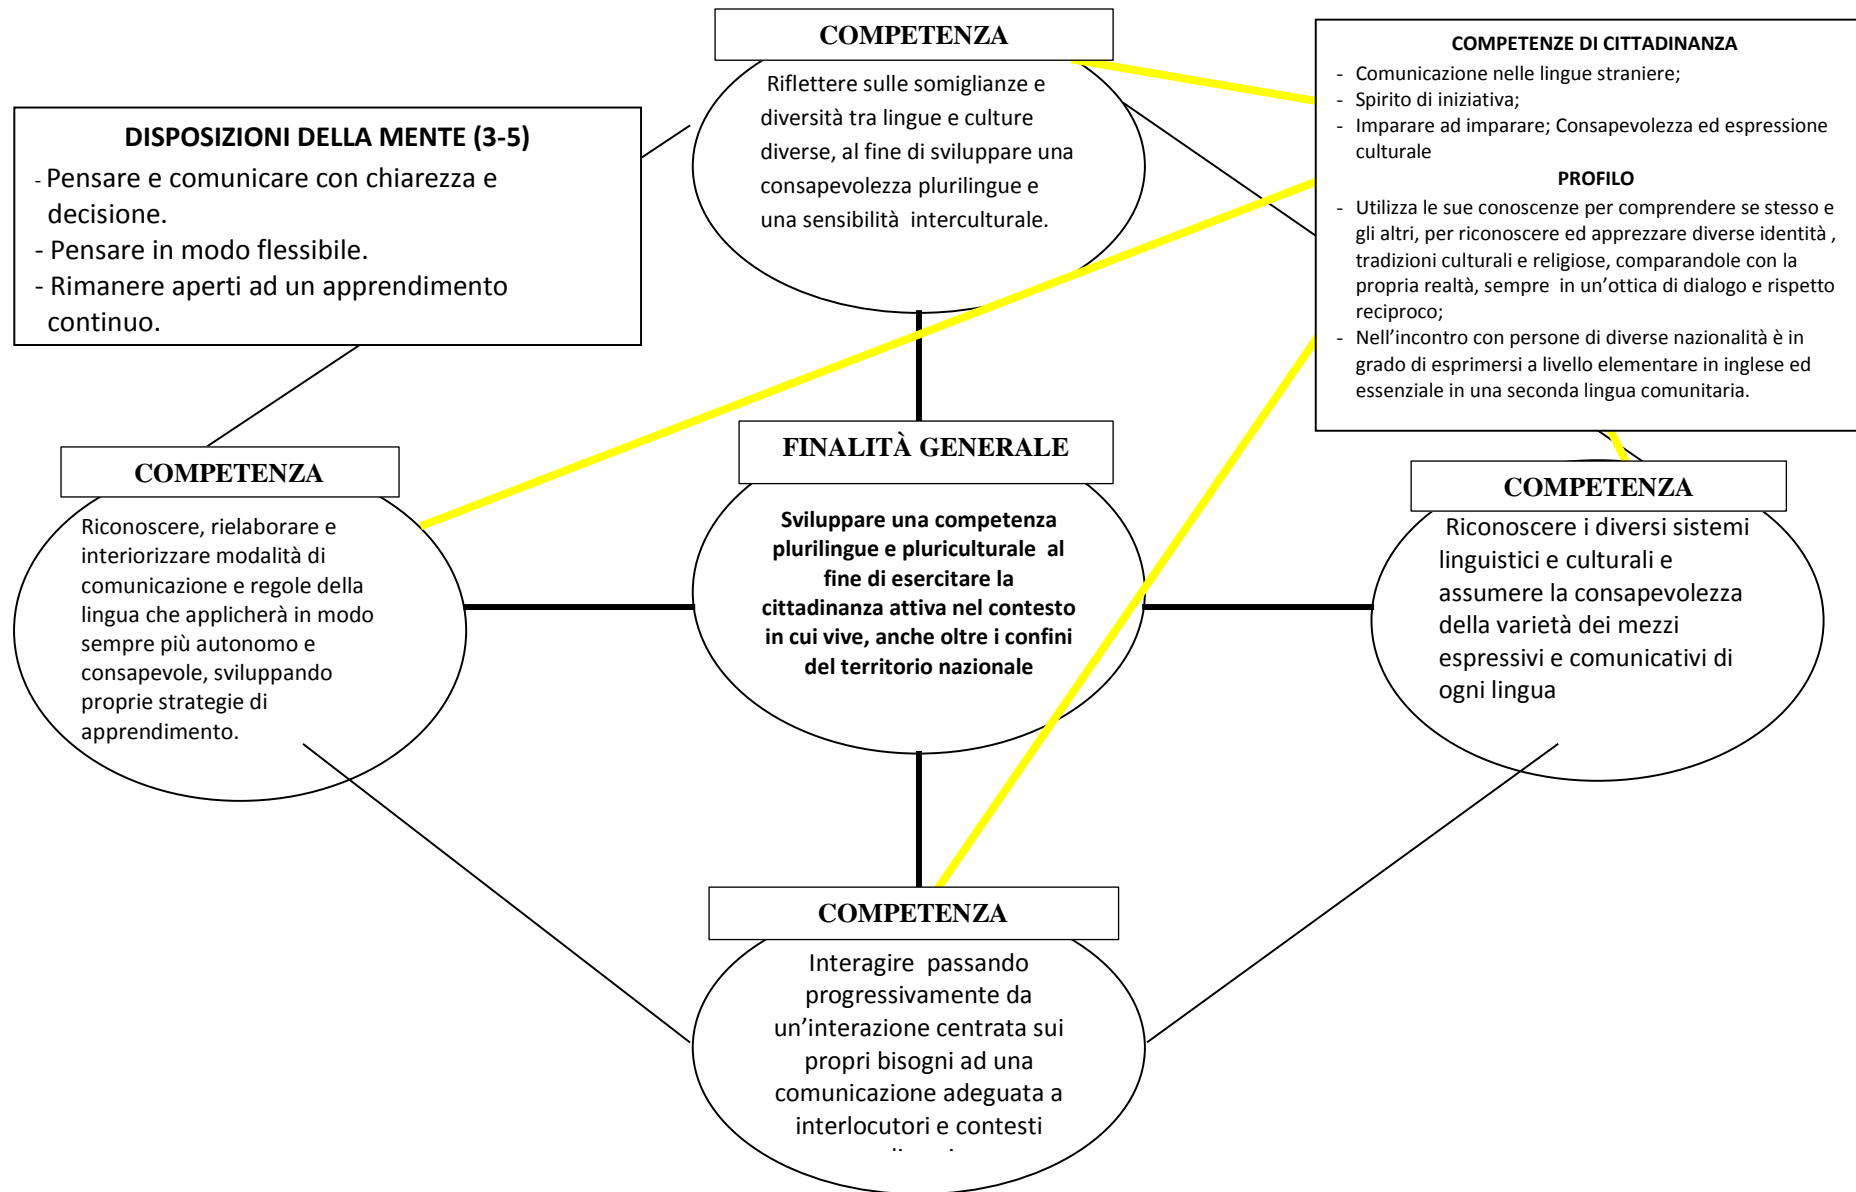 COMPETENZA
Riflettere sulle somiglianze e
diversità tra lingue e culture
diverse, al fine di sviluppare una
consapevolezza plurilingue e
una sensibilità interculturale.
DISPOSIZIONI DELLA MENTE (3-5)
- Pensare e comunicare con chiarezza e
decisione.
- Pensare in modo flessibile.
- Rimanere aperti ad un apprendimento
continuo.
COMPETENZE DI CITTADINANZA
- Comunicazione nelle lingue straniere;
- Spirito di iniziativa;
- Imparare ad imparare; Consapevolezza ed espressione
culturale
PROFILO
- Utilizza le sue conoscenze per comprendere se stesso e
gli altri, per riconoscere ed apprezzare diverse identità ,
tradizioni culturali e religiose, comparandole con la
propria realtà, sempre in un’ottica di dialogo e rispetto
reciproco;
- Nell’incontro con persone di diverse nazionalità è in
grado di esprimersi a livello elementare in inglese ed
essenziale in una seconda lingua comunitaria.
COMPETENZA
Riconoscere, rielaborare e
interiorizzare modalità di
comunicazione e regole della
lingua che applicherà in modo
sempre più autonomo e
consapevole, sviluppando
proprie strategie di
apprendimento.
FINALITÀ GENERALE
Sviluppare una competenza
plurilingue e pluriculturale al
fine di esercitare la
cittadinanza attiva nel contesto
in cui vive, anche oltre i confini
del territorio nazionale
COMPETENZA
Riconoscere i diversi sistemi
linguistici e culturali e
assumere la consapevolezza
della varietà dei mezzi
espressivi e comunicativi di
ogni lingua
COMPETENZA
Interagire passando
progressivamente da
un’interazione centrata sui
propri bisogni ad una
comunicazione adeguata a
interlocutori e contesti